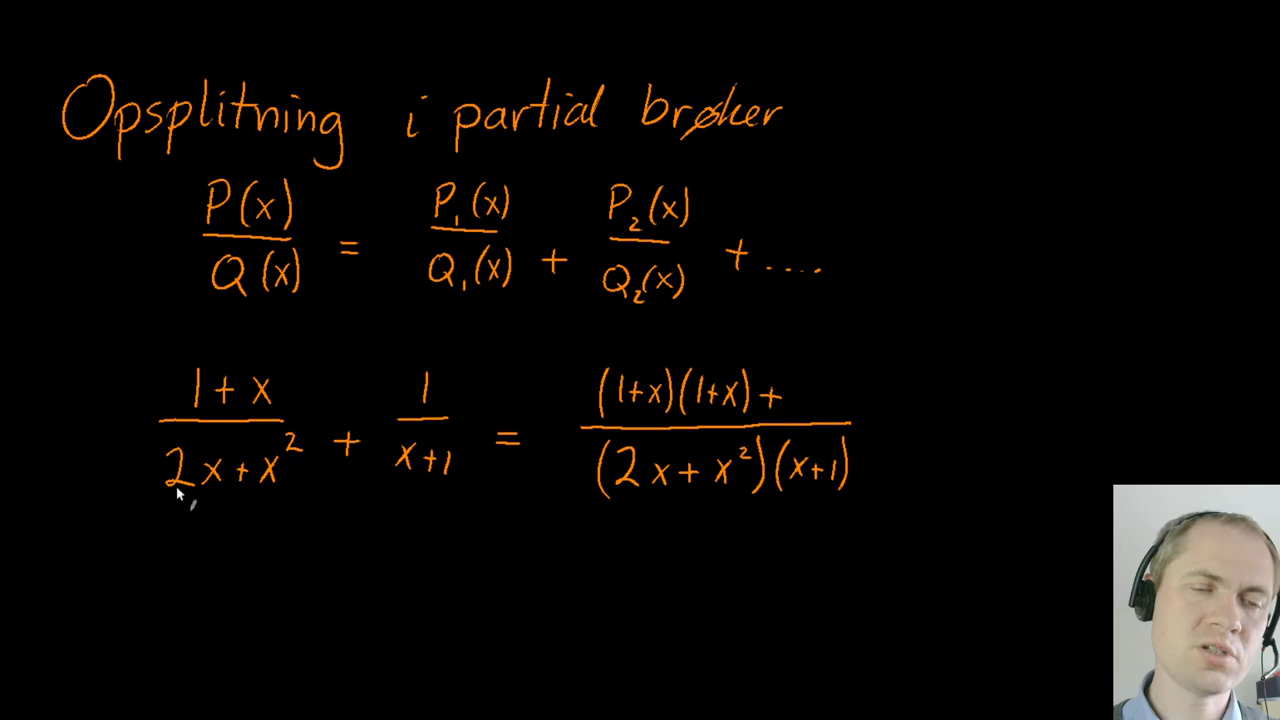 Opsplitning i partial brøker
P(x)/Q(x) = P₁(x)/Q₁(x) + P₂(x)/Q₂(x) + ....
(1+x)/(2x+x²) + 1/(x+1) = ((1+x)(1+x)+)/((2x+x²)(x+1))